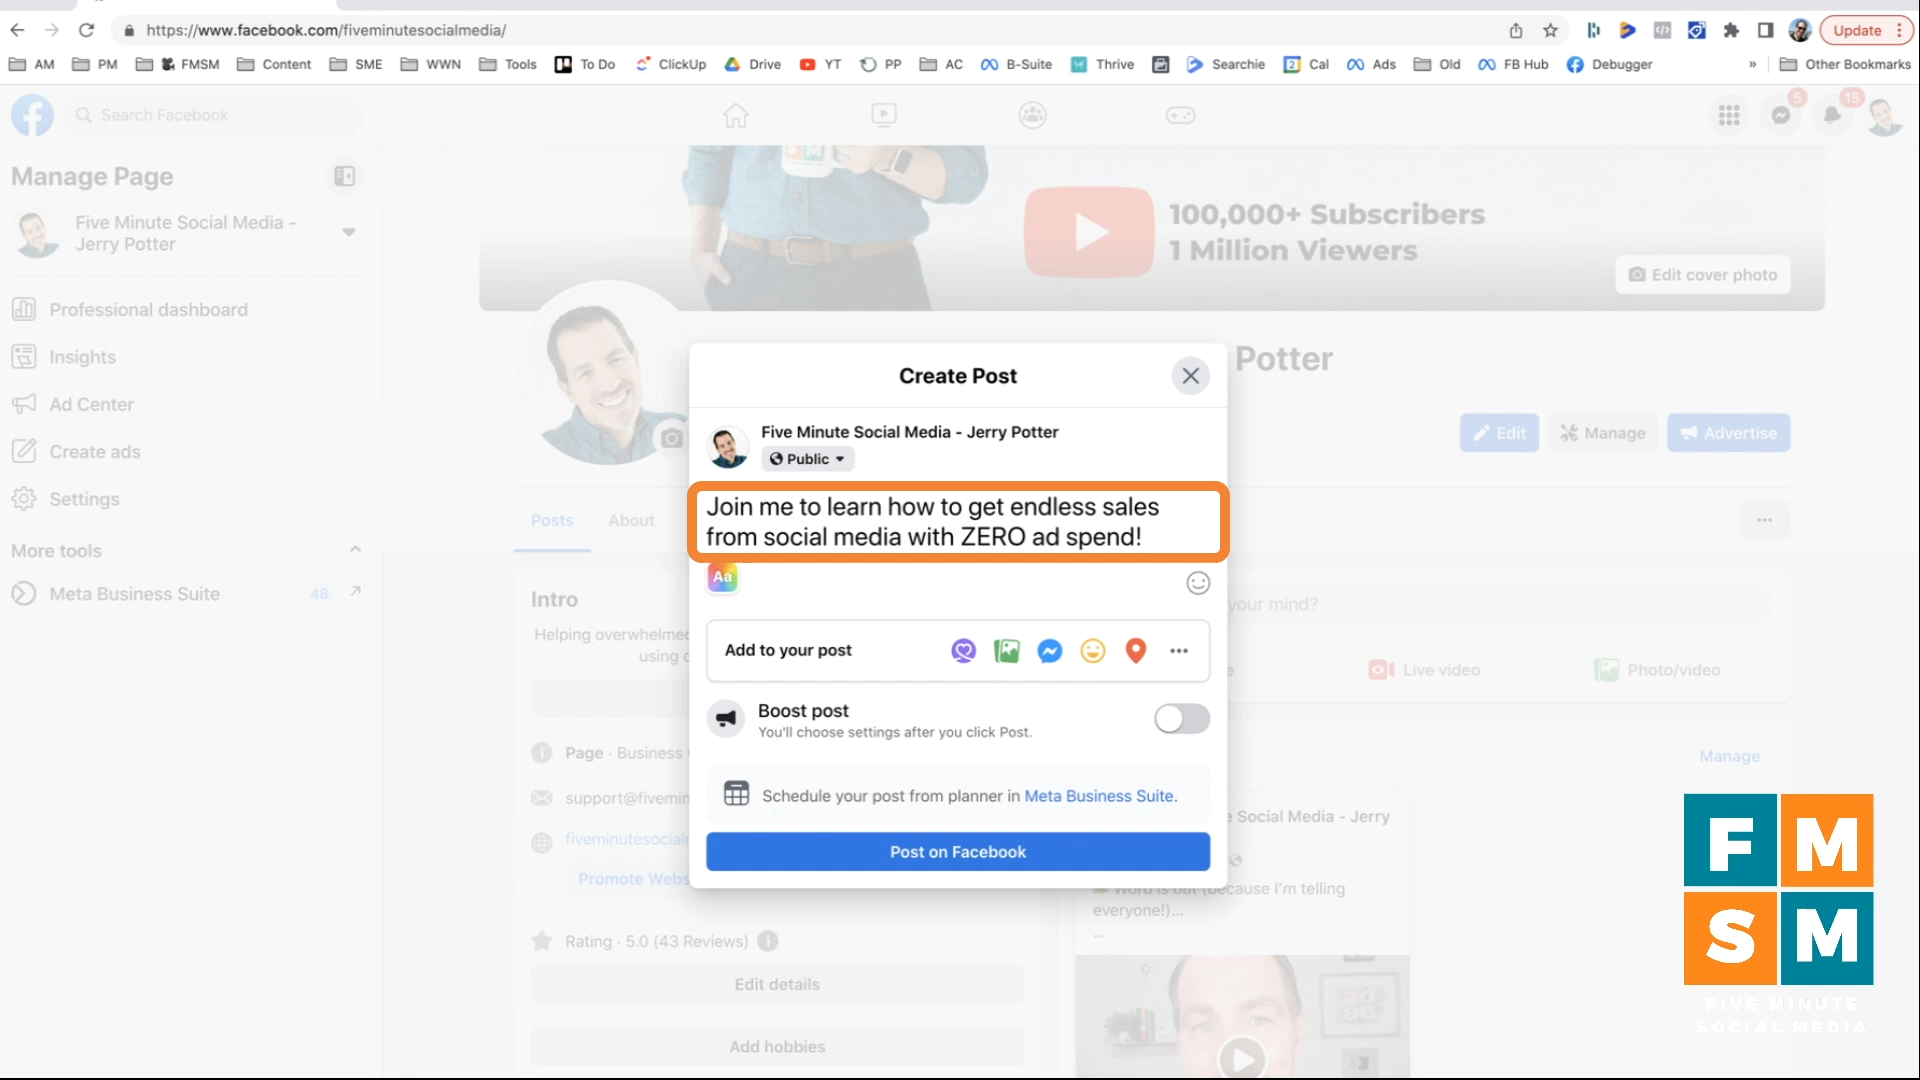 https://www.facebook.com/fiveminutesocialmedia/
Update
AM PM FMSM Content SME WWN Tools To Do ClickUp Drive YT PP AC B-Suite Thrive Searchie Cal Ads Old FB Hub Debugger » Other Bookmarks
Search Facebook
5
15
Manage Page
Five Minute Social Media -
Jerry Potter
Professional dashboard
Insights
Ad Center
Create ads
Settings
More tools
Meta Business Suite 48
100,000+ Subscribers
1 Million Viewers
Edit cover photo
Potter
Edit
Manage
Advertise
Posts
About
Intro
Helping overwhelmed
using
Page · Business
support@fivemin
fiveminutesocial
Promote Webs
Rating · 5.0 (43 Reviews)
Edit details
Add hobbies
Create Post
Five Minute Social Media - Jerry Potter
Public
Join me to learn how to get endless sales
from social media with ZERO ad spend!
Aa
Add to your post
Boost post
You'll choose settings after you click Post.
Schedule your post from planner in Meta Business Suite.
Post on Facebook
your mind?
Live video
Photo/video
Manage
Social Media - Jerry
Word is out (because I'm telling
everyone!)...
...
F M
S M
FIVE MINUTE
SOCIAL MEDIA